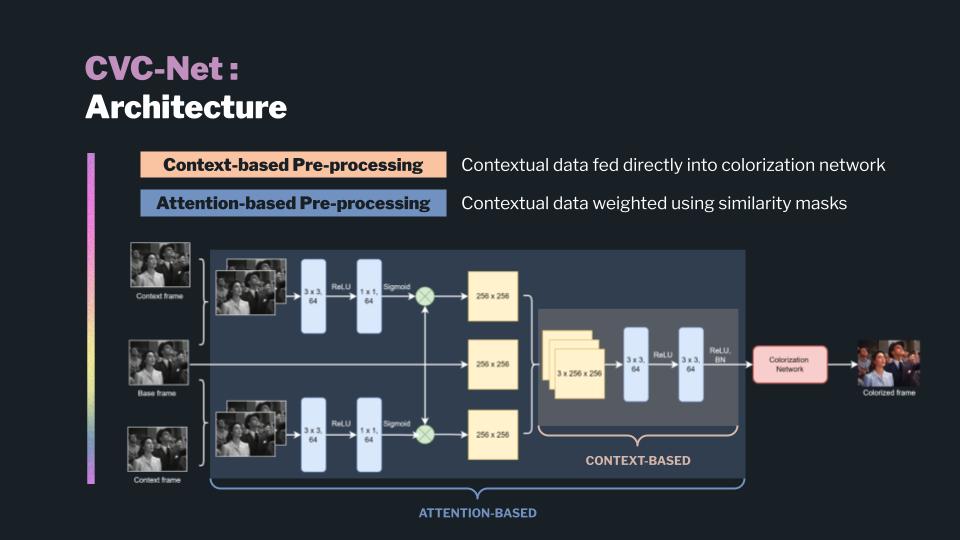 CVC-Net :
Architecture
Context-based Pre-processing
Contextual data fed directly into colorization network
Attention-based Pre-processing
Contextual data weighted using similarity masks
Context frame
3 x 3,
64
ReLU
1 x 1,
64
Sigmoid
256 x 256
Base frame
256 x 256
3 x 256 x 256
3 x 3,
64
ReLU
3 x 3,
64
ReLU,
BN
Colorization
Network
Colorized frame
Context frame
3 x 3,
64
ReLU
1 x 1,
64
Sigmoid
256 x 256
CONTEXT-BASED
ATTENTION-BASED